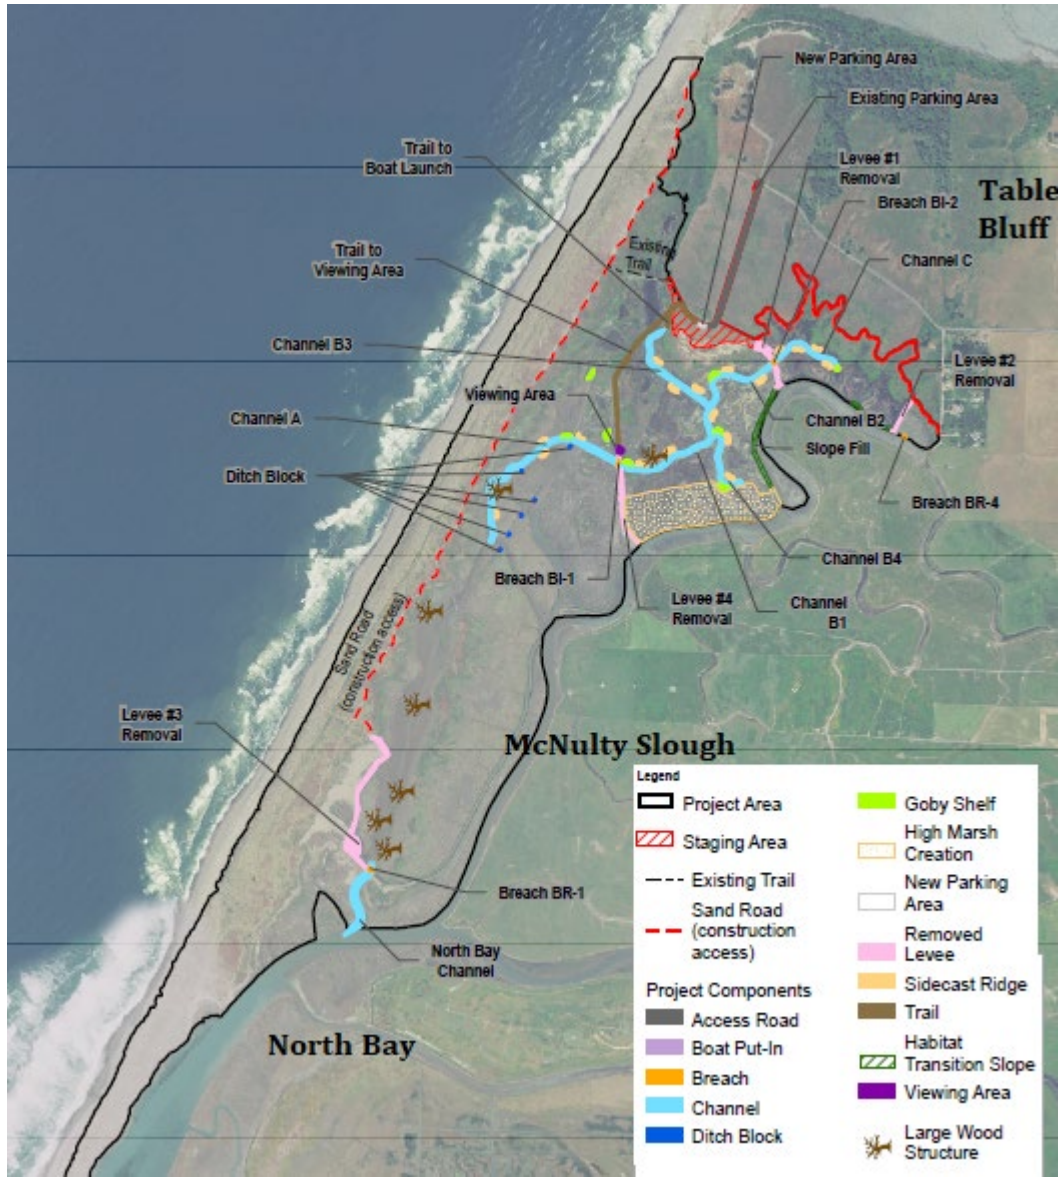 New Parking Area
Existing Parking Area
Trail to
Boat Launch
Levee #1
Removal
Table
Bluff
Breach BI-2
Trail to
Viewing Area
Existing
Trail
Channel C
Channel B3
Levee #2
Removal
Viewing Area
Channel A
Channel B2
Slope Fill
Ditch Block
Breach BR-4
Channel B4
Breach BI-1
Levee #4
Removal
Channel
B1
Sand Road
(construction access)
Levee #3
Removal
McNulty Slough
Breach BR-1
North Bay
Channel
North Bay
Legend
Project Area
Staging Area
Existing Trail
Sand Road
(construction
access)
Project Components
Access Road
Boat Put-In
Breach
Channel
Ditch Block
Goby Shelf
High Marsh
Creation
New Parking
Area
Removed
Levee
Sidecast Ridge
Trail
Habitat
Transition Slope
Viewing Area
Large Wood
Structure